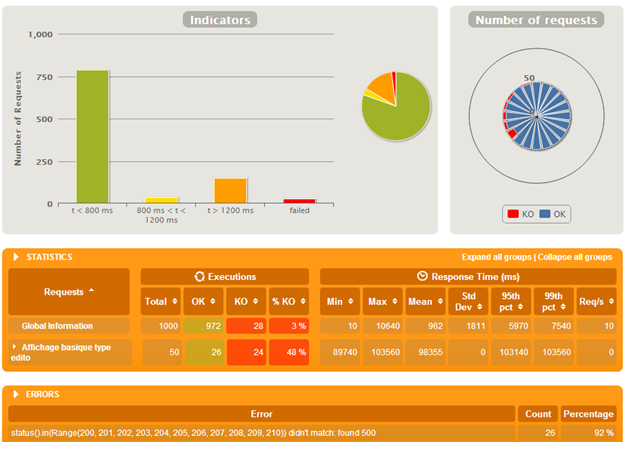 Indicators
1,000
750
500
250
0
Number of Requests
t < 800 ms
800 ms < t <
1200 ms
t > 1200 ms
failed
Number of requests
50
KO OK
STATISTICS
Expand all groups | Collapse all groups
Requests
Executions
Response Time (ms)
Total OK KO % KO Min Max Mean Std Dev 95th pct 99th pct Req/s
Global Information 1000 972 28 3 % 10 10640 962 1811 5970 7540 10
Affichage basique type
edito
50 26 24 48 % 89740 103560 98355 0 103140 103560 0
ERRORS
Error Count Percentage
status().in(Range(200, 201, 202, 203, 204, 205, 206, 207, 208, 209, 210)) didn't match: found 500 26 92 %